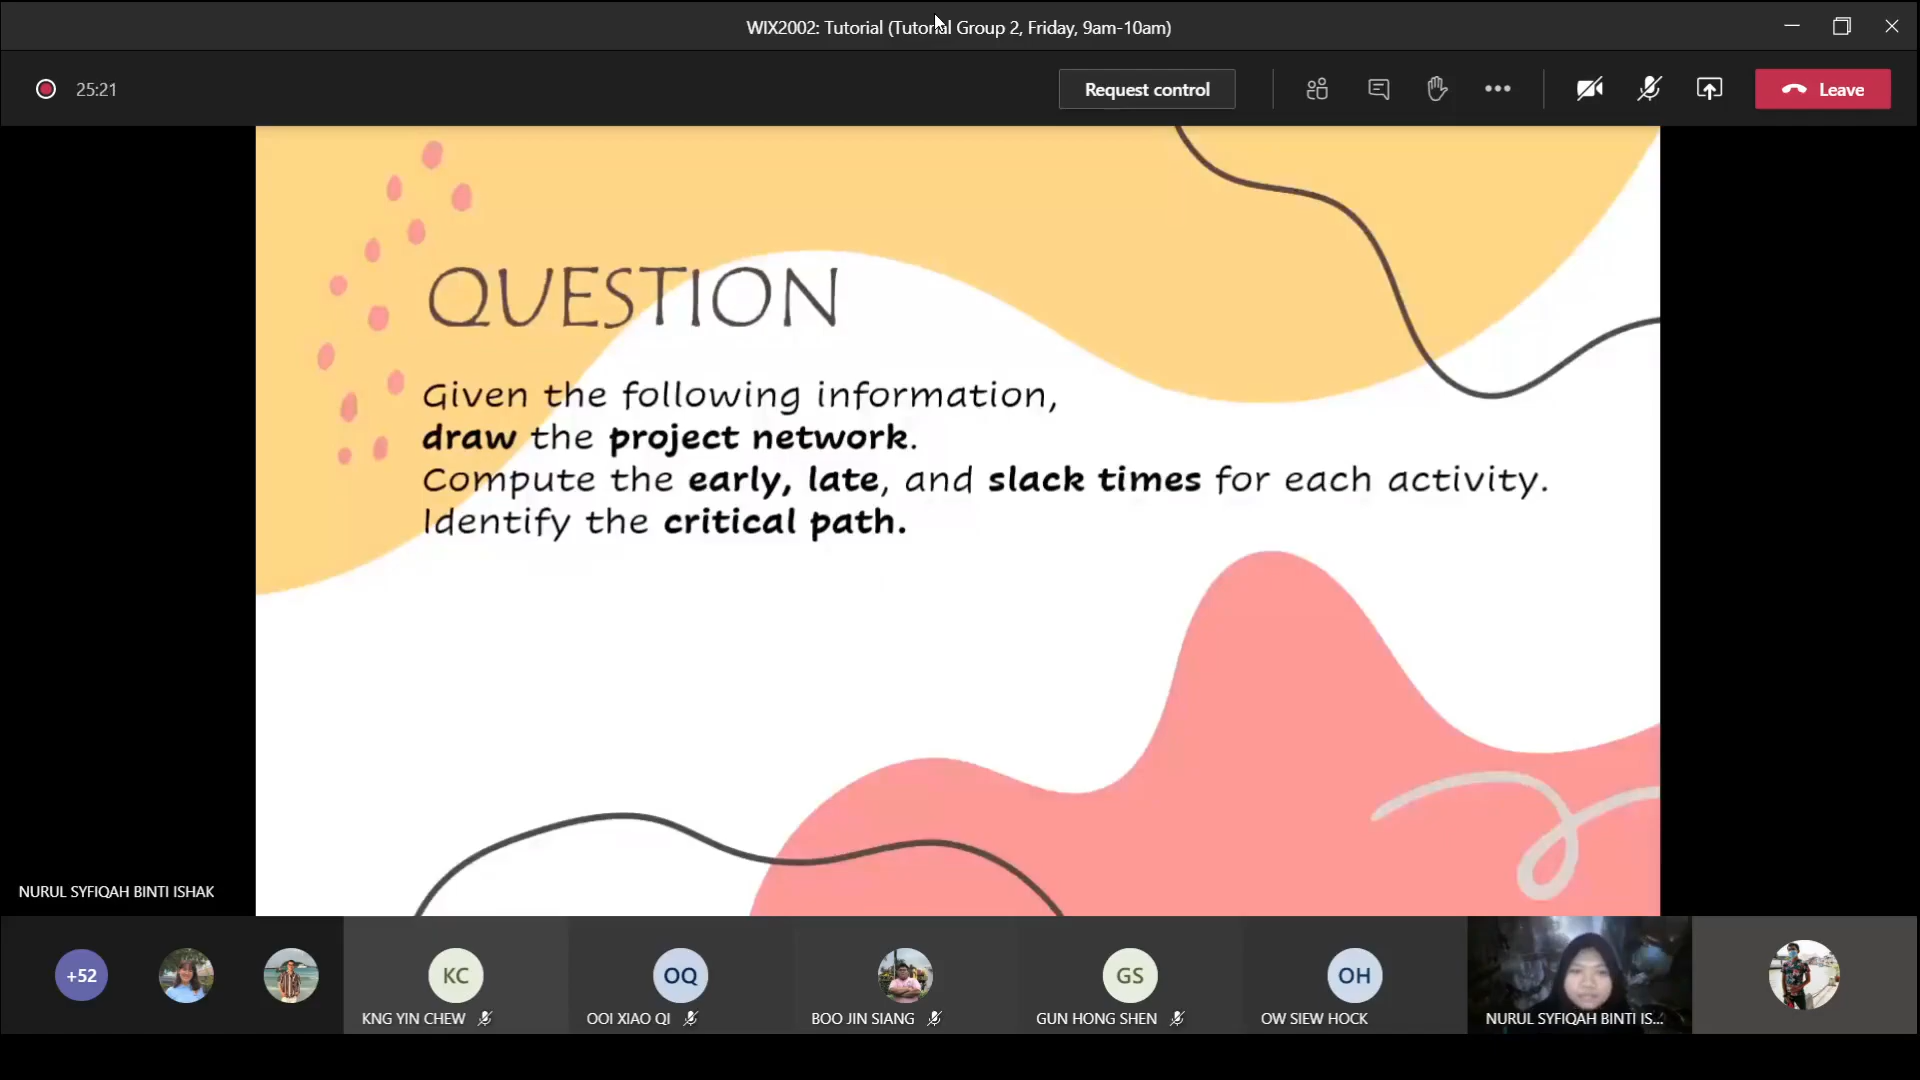 WIX2002: Tutorial (Tutorial Group 2, Friday, 9am-10am)
25:21
Request control
Leave
QUESTION
Given the following information,
draw the project network.
Compute the early, late, and slack times for each activity.
Identify the critical path.
NURUL SYFIQAH BINTI ISHAK
+52
KC
OQ
GS
OH
KNG YIN CHEW
OOI XIAO QI
BOO JIN SIANG
GUN HONG SHEN
OW SIEW HOCK
NURUL SYFIQAH BINTI IS...